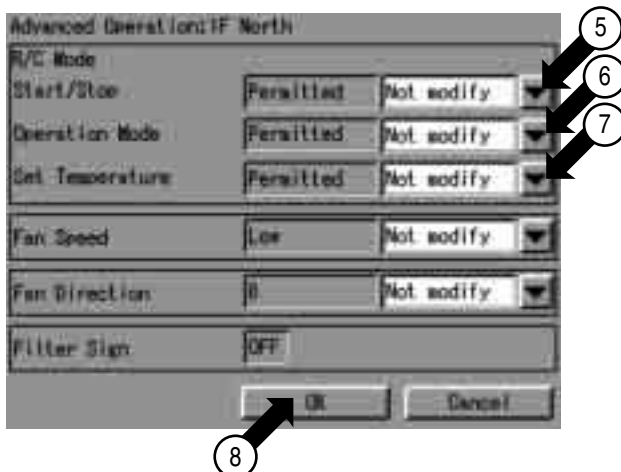 Advanced Operation:1F North
R/C Mode
Start/Stop Permitted Not modify
Operation Mode Permitted Not modify
Set Temperature Permitted Not modify
Fan Speed Low Not modify
Fan Direction 0 Not modify
Filter Sign OFF
OK Cancel
5
6
7
8